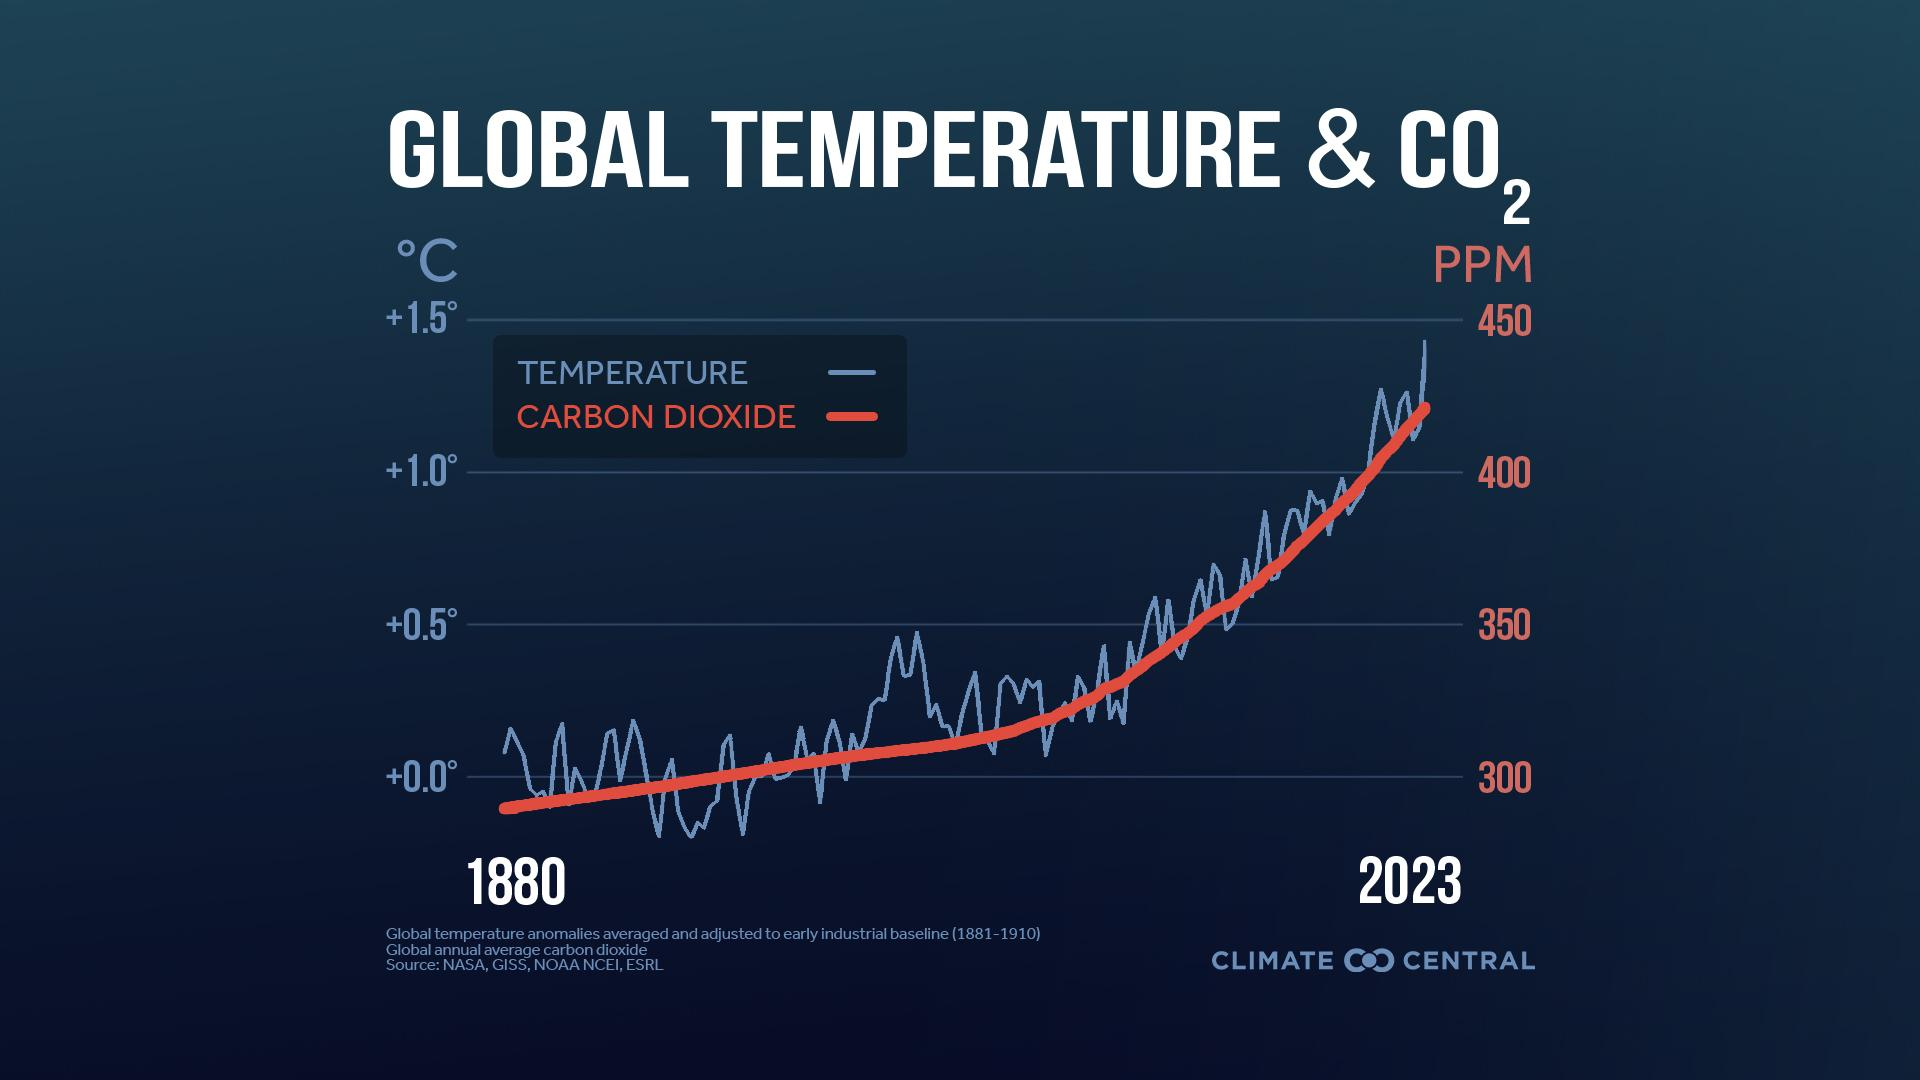 GLOBAL TEMPERATURE & CO₂
°C
PPM
+1.5°
450
TEMPERATURE
CARBON DIOXIDE
+1.0°
400
+0.5°
350
+0.0°
300
1880
2023
Global temperature anomalies averaged and adjusted to early industrial baseline (1881-1910)
Global annual average carbon dioxide
Source: NASA, GISS, NOAA NCEI, ESRL
CLIMATE CENTRAL